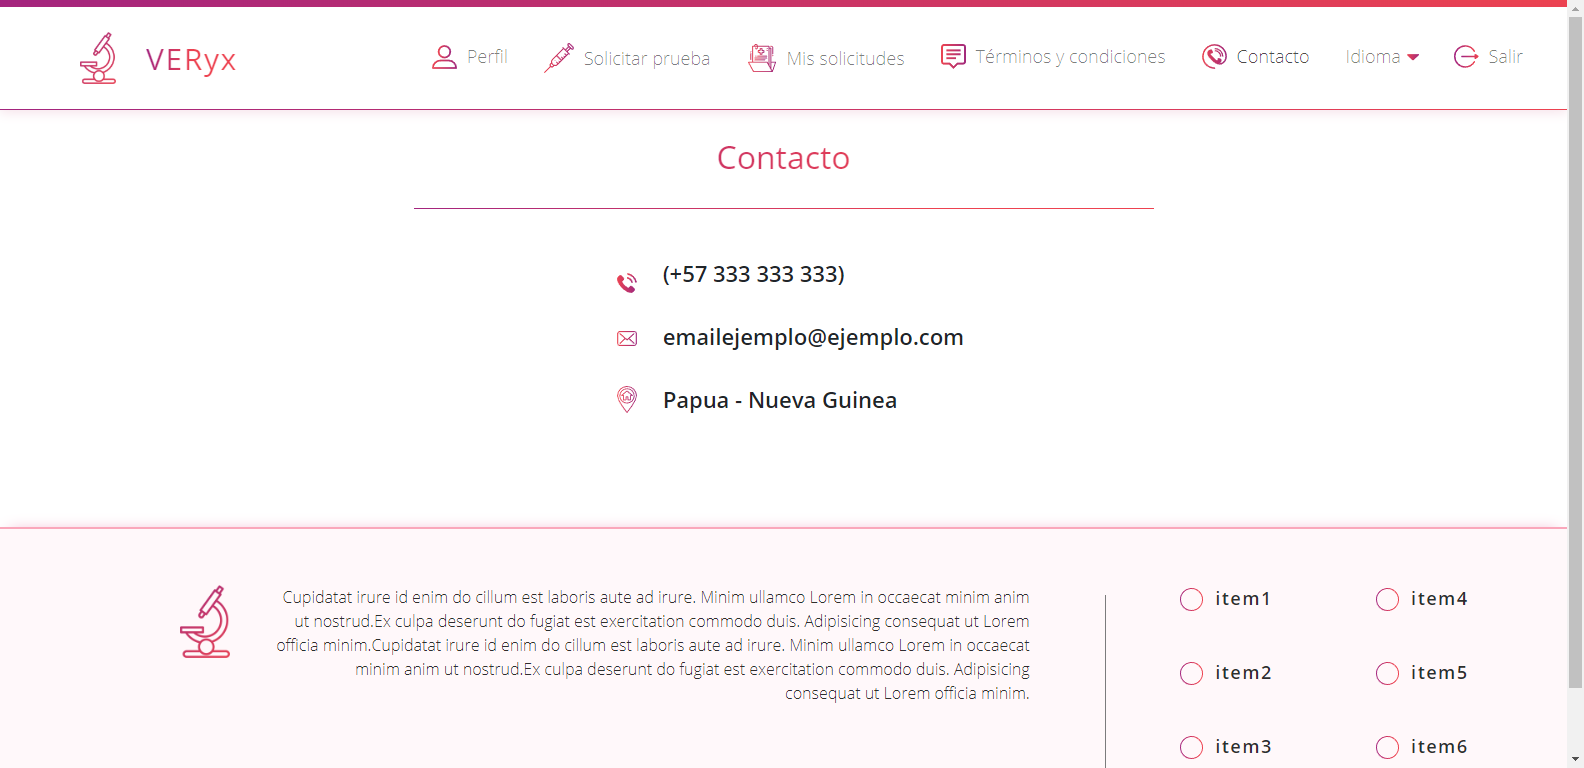 VERyx
Perfil
Solicitar prueba
Mis solicitudes
Términos y condiciones
Contacto
Idioma
Salir
Contacto
(+57 333 333 333)
emailejemplo@ejemplo.com
Papua - Nueva Guinea
Cupidatat irure id enim do cillum est laboris aute ad irure. Minim ullamco Lorem in occaecat minim anim
ut nostrud.Ex culpa deserunt do fugiat est exercitation commodo duis. Adipisicing consequat ut Lorem
officia minim.Cupidatat irure id enim do cillum est laboris aute ad irure. Minim ullamco Lorem in occaecat
minim anim ut nostrud.Ex culpa deserunt do fugiat est exercitation commodo duis. Adipisicing
consequat ut Lorem officia minim.
item1
item4
item2
item5
item3
item6